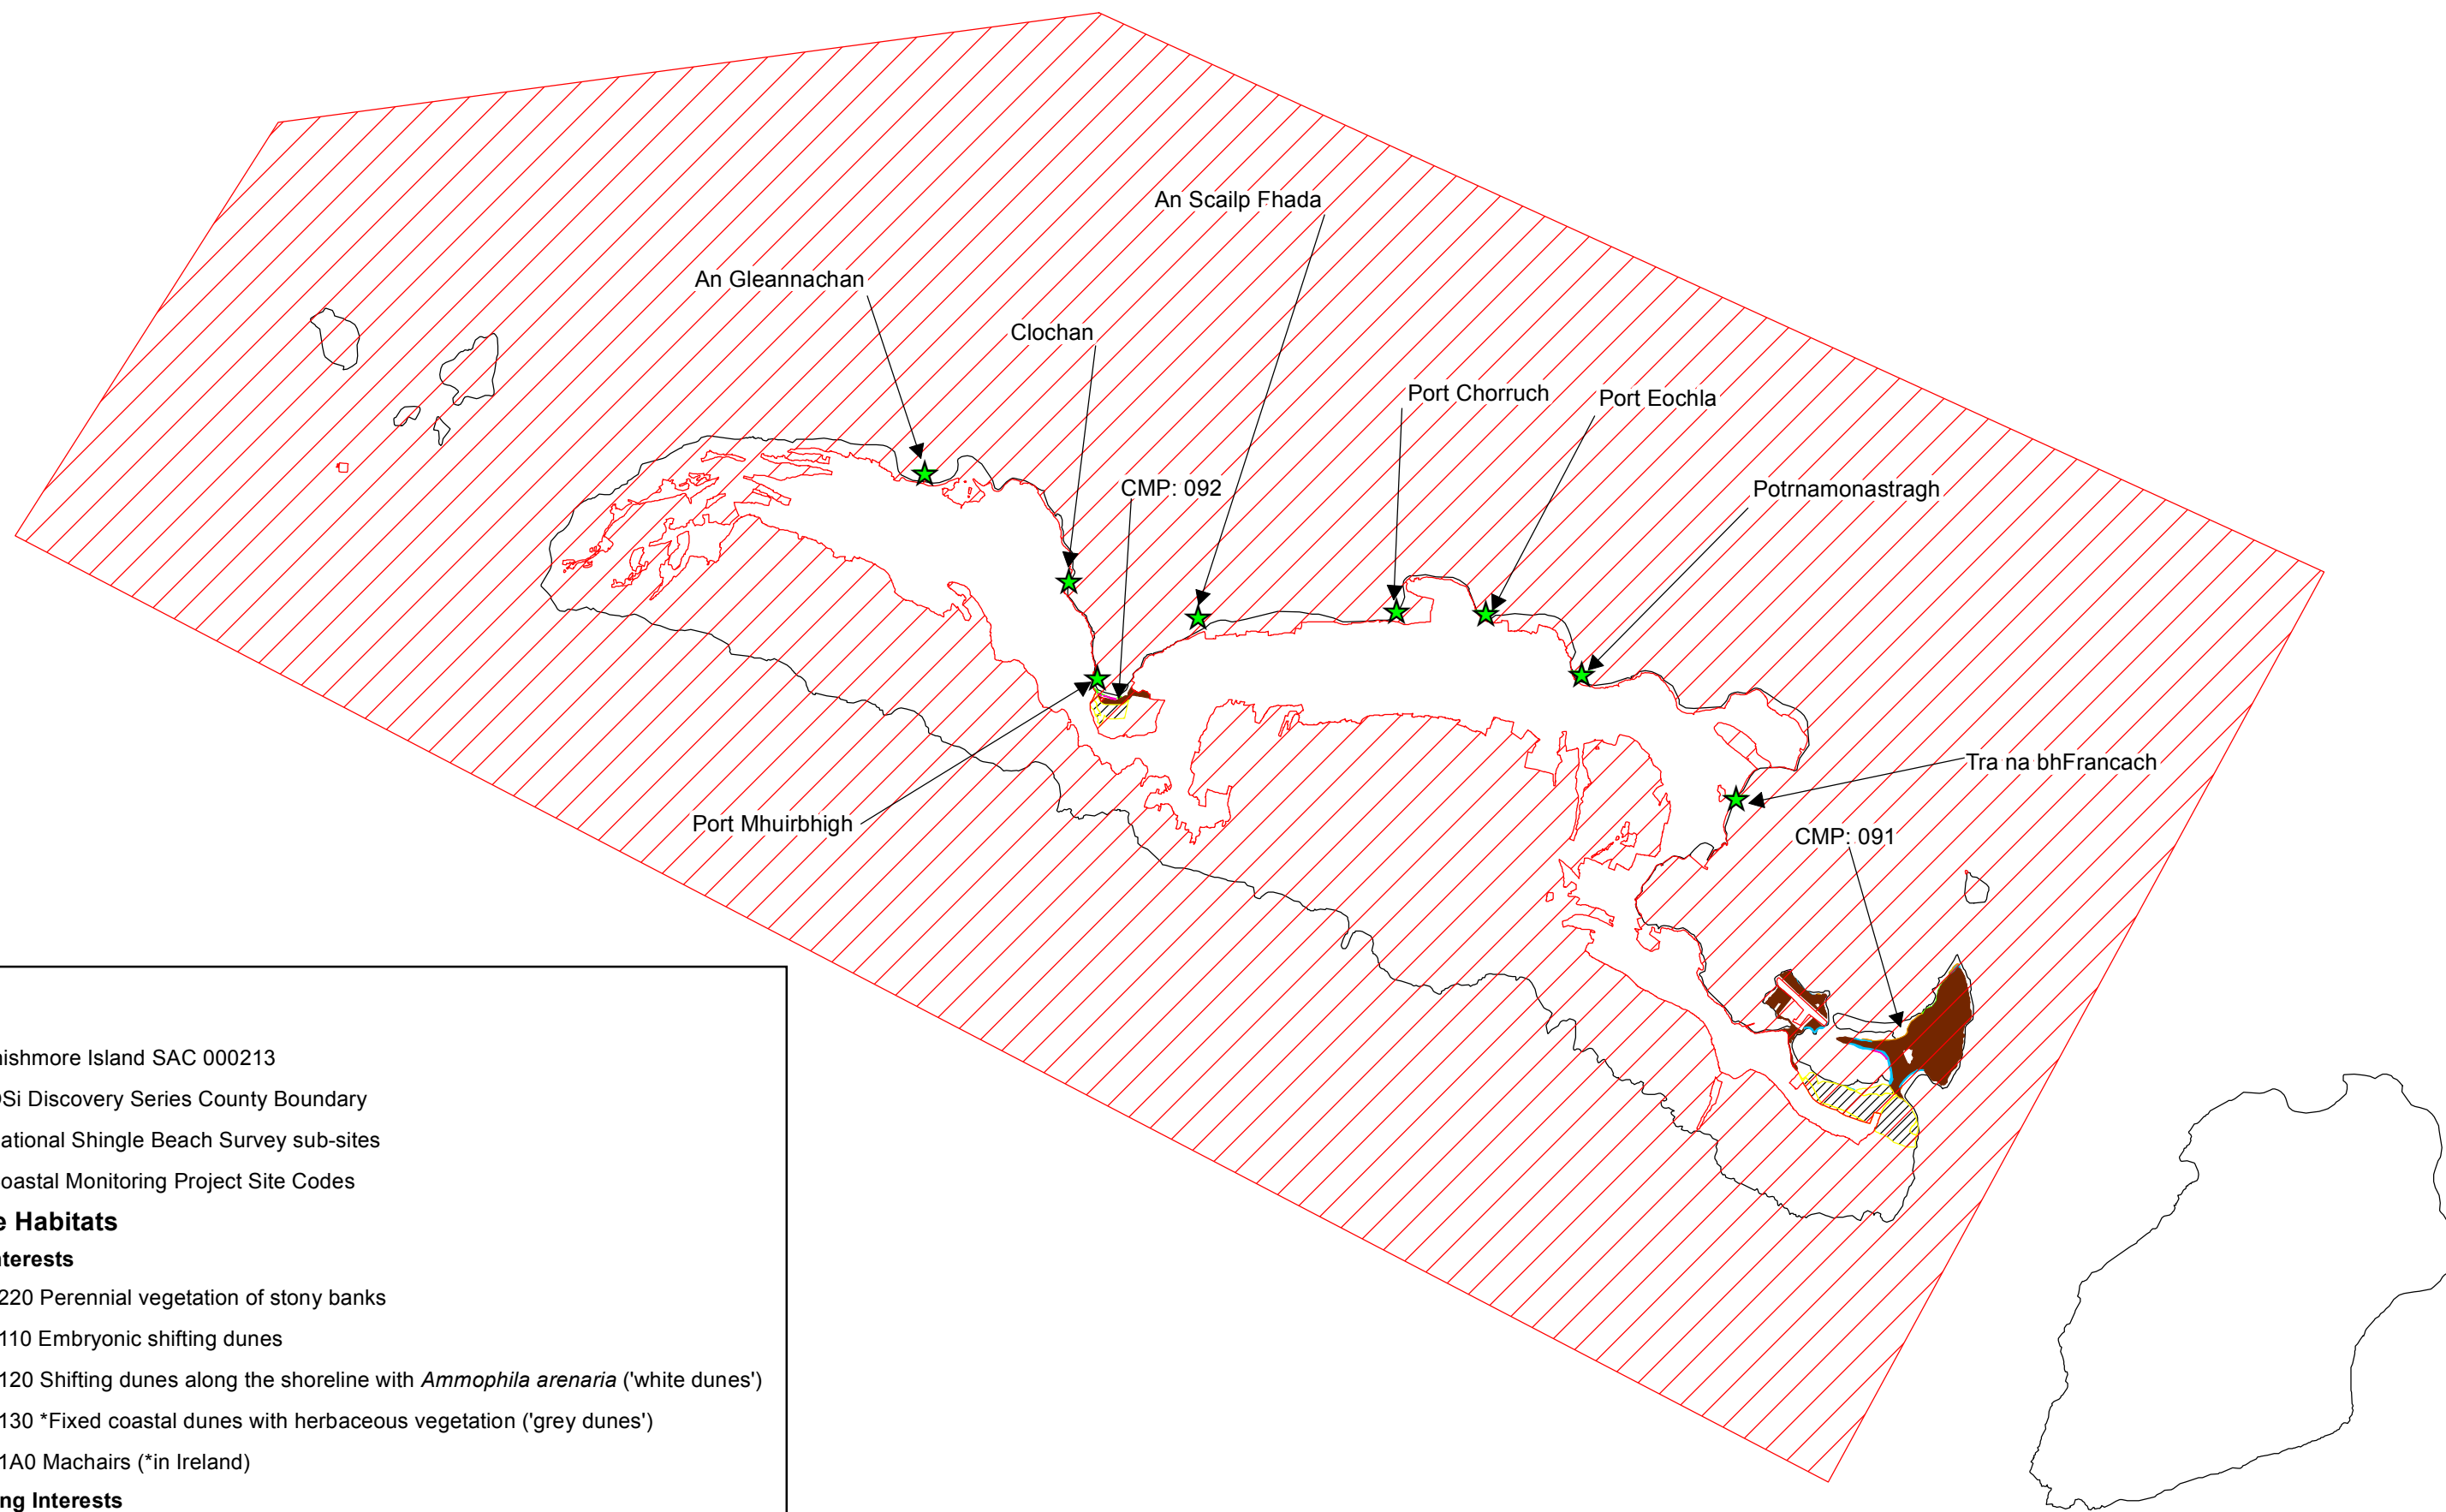 An Scailp Fhada
An Gleannachan
Clochan
Port Chorruch
Port Eochla
CMP: 092
Potrnamonastragh
Tra na bhFrancach
Port Mhuirbhigh
CMP: 091
nishmore Island SAC 000213
Si Discovery Series County Boundary
ational Shingle Beach Survey sub-sites
oastal Monitoring Project Site Codes
e Habitats
nterests
220 Perennial vegetation of stony banks
110 Embryonic shifting dunes
120 Shifting dunes along the shoreline with Ammophila arenaria ('white dunes')
130 *Fixed coastal dunes with herbaceous vegetation ('grey dunes')
1A0 Machairs (*in Ireland)
ng Interests